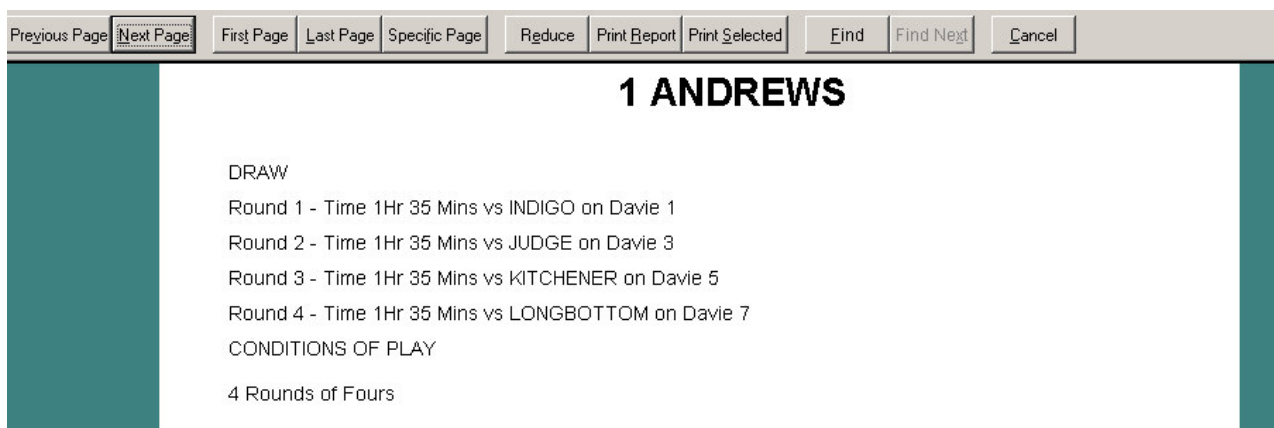 Previous Page Next Page First Page Last Page Specific Page Reduce Print Report Print Selected Find Find Next Cancel
1 ANDREWS
DRAW
Round 1 - Time 1Hr 35 Mins vs INDIGO on Davie 1
Round 2 - Time 1Hr 35 Mins vs JUDGE on Davie 3
Round 3 - Time 1Hr 35 Mins vs KITCHENER on Davie 5
Round 4 - Time 1Hr 35 Mins vs LONGBOTTOM on Davie 7
CONDITIONS OF PLAY
4 Rounds of Fours